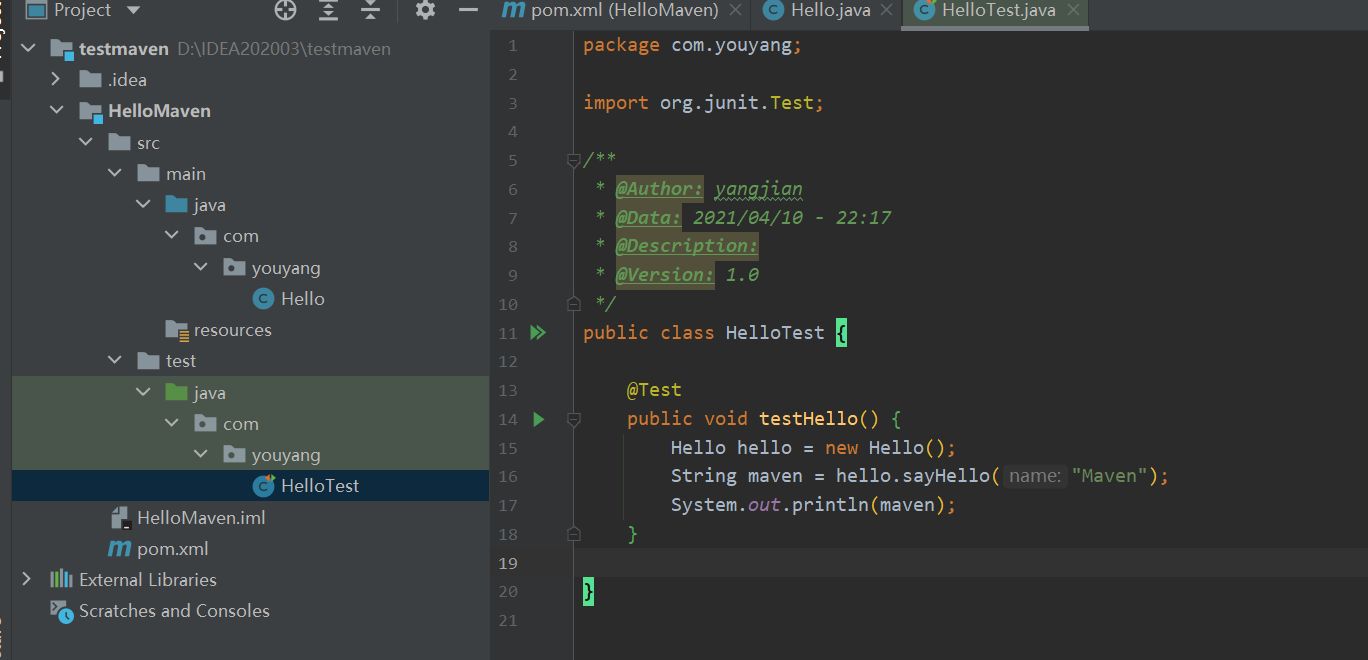 Project
testmaven D:\IDEA202003\testmaven
.idea
HelloMaven
src
main
java
com
youyang
Hello
resources
test
java
com
youyang
HelloTest
HelloMaven.iml
pom.xml
External Libraries
Scratches and Consoles
pom.xml (HelloMaven) Hello.java HelloTest.java
1 package com.youyang;
2
3 import org.junit.Test;
4
5 /**
6 * @Author: yangjian
7 * @Data: 2021/04/10 - 22:17
8 * @Description:
9 * @Version: 1.0
10 */
11 public class HelloTest {
12
13 @Test
14 public void testHello() {
15 Hello hello = new Hello();
16 String maven = hello.sayHello( name: "Maven");
17 System.out.println(maven);
18 }
19
20 }
21